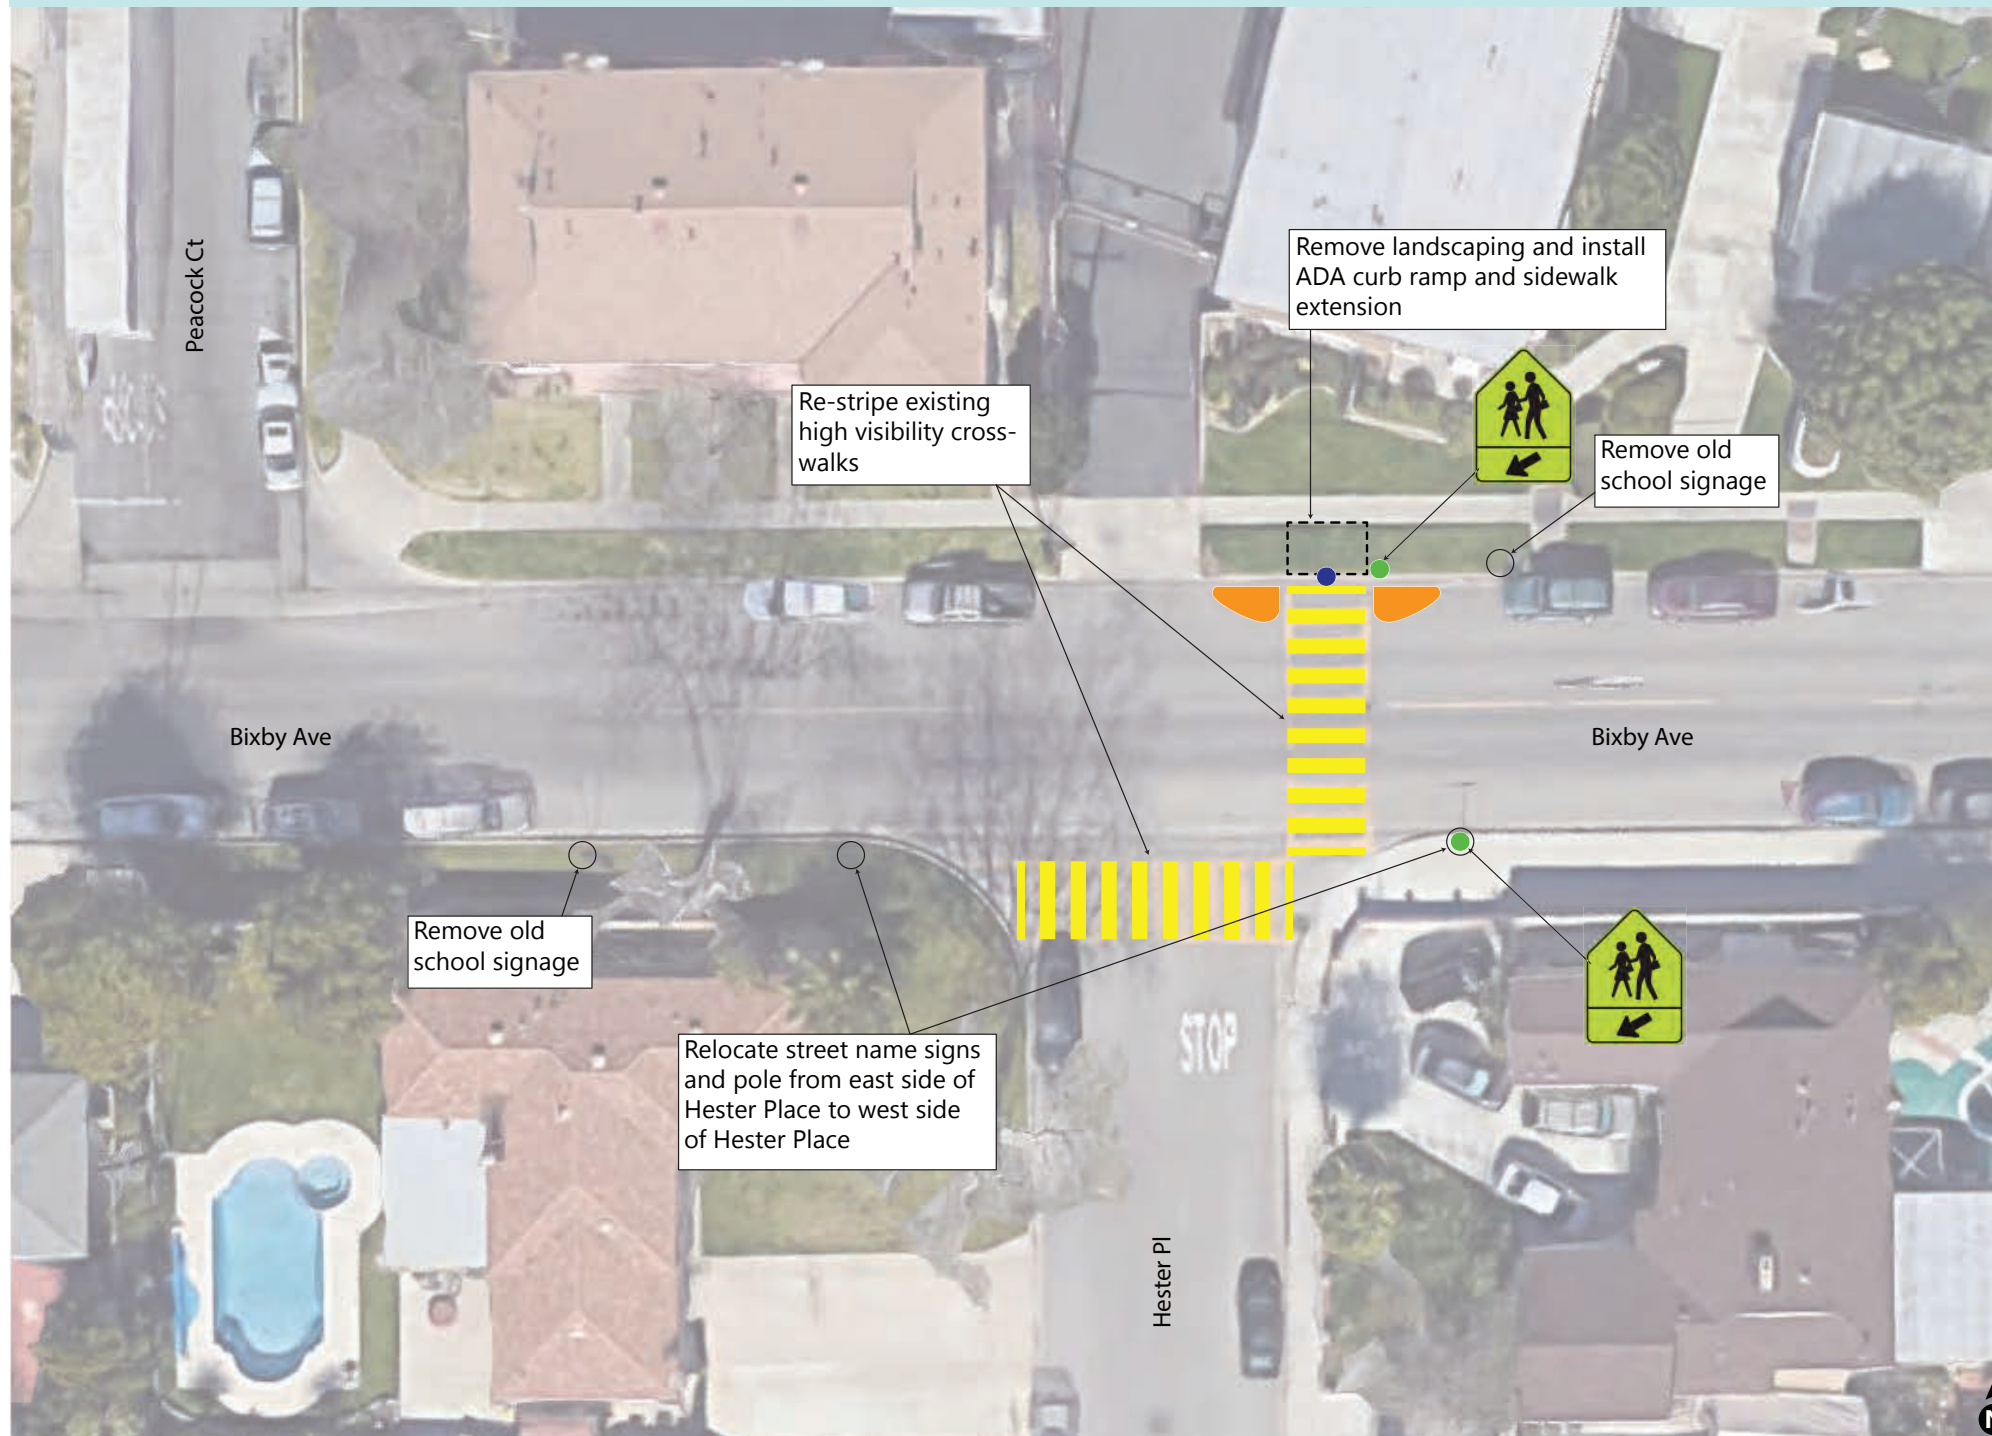 Peacock Ct
Remove landscaping and install
ADA curb ramp and sidewalk
extension
Re-stripe existing
high visibility cross-
walks
Remove old
school signage
Bixby Ave
Bixby Ave
Remove old
school signage
Relocate street name signs
and pole from east side of
Hester Place to west side
of Hester Place
STOP
Hester Pl
N